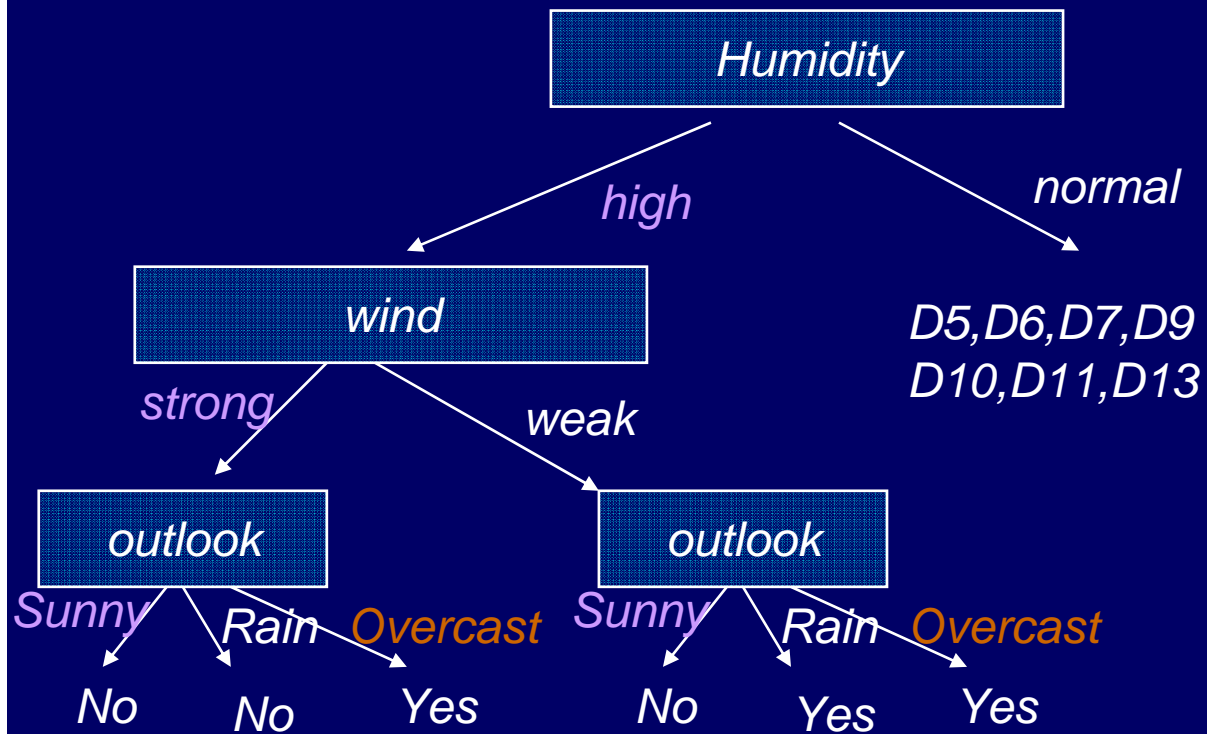 Humidity
high
normal
wind
D5,D6,D7,D9
D10,D11,D13
strong
weak
outlook
outlook
Sunny
Rain
Overcast
Sunny
Rain
Overcast
No
No
Yes
No
Yes
Yes